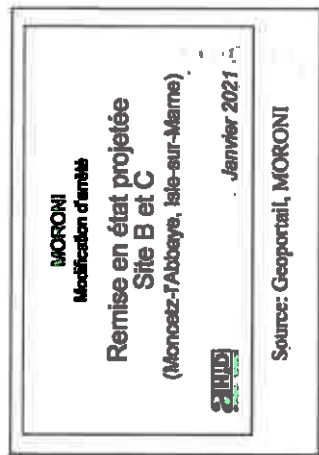 MORONI
Modification d'arrêté
Remise en état projetée
Site B et C
(Moncetz-l'Abbaye, Isle-sur-Marne)
Janvier 2021
Source: Geoportail, MORONI